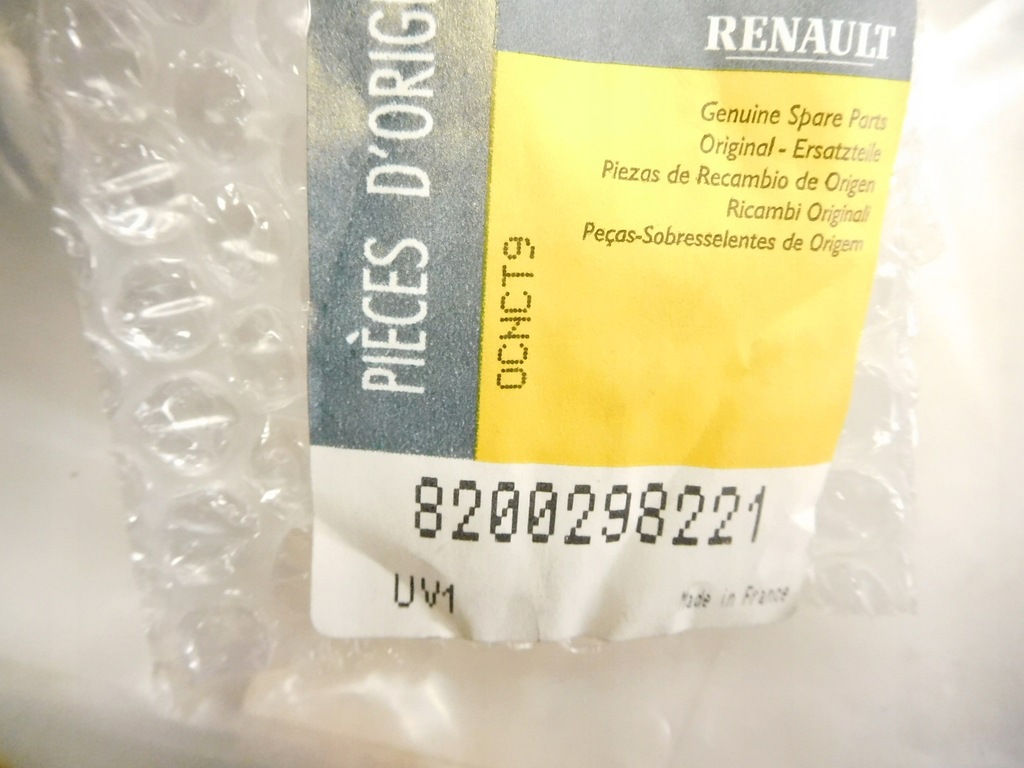 RENAULT
PIÈCES D'ORIGI
Genuine Spare Parts
Original - Ersatzteile
Piezas de Recambio de Origen
Ricambi Originali
Peças-Sobresselentes de Origem
0CNCT9
8200298221
UV1
Made in France